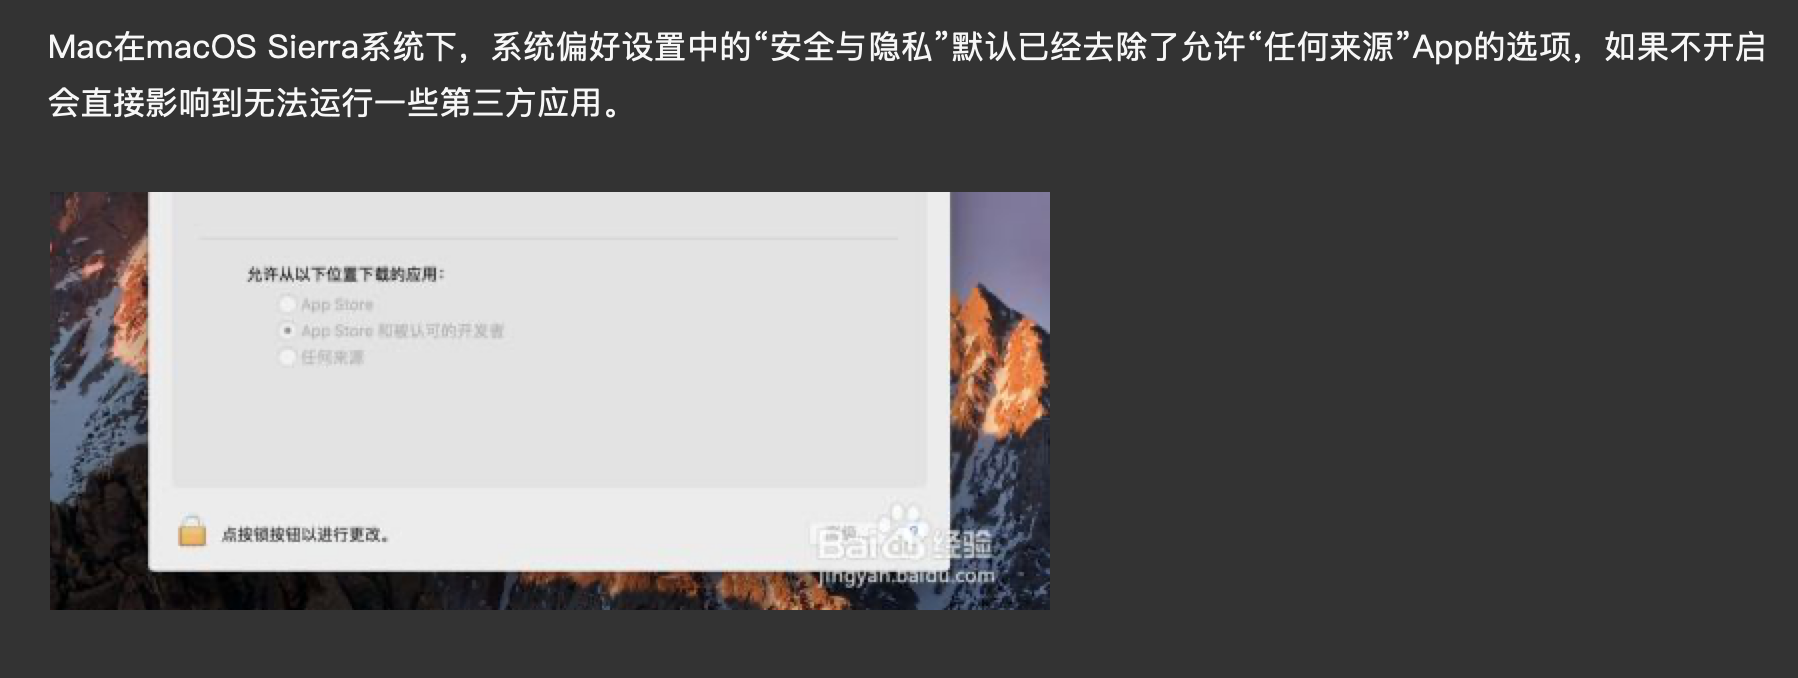 Mac在macOS Sierra系统下，系统偏好设置中的“安全与隐私”默认已经去除了允许“任何来源”App的选项，如果不开启
会直接影响到无法运行一些第三方应用。
允许从以下位置下载的应用：
App Store
App Store 和被认可的开发者
任何来源
点按锁按钮以进行更改。
?
Baidu 经验
jingyan.baidu.com